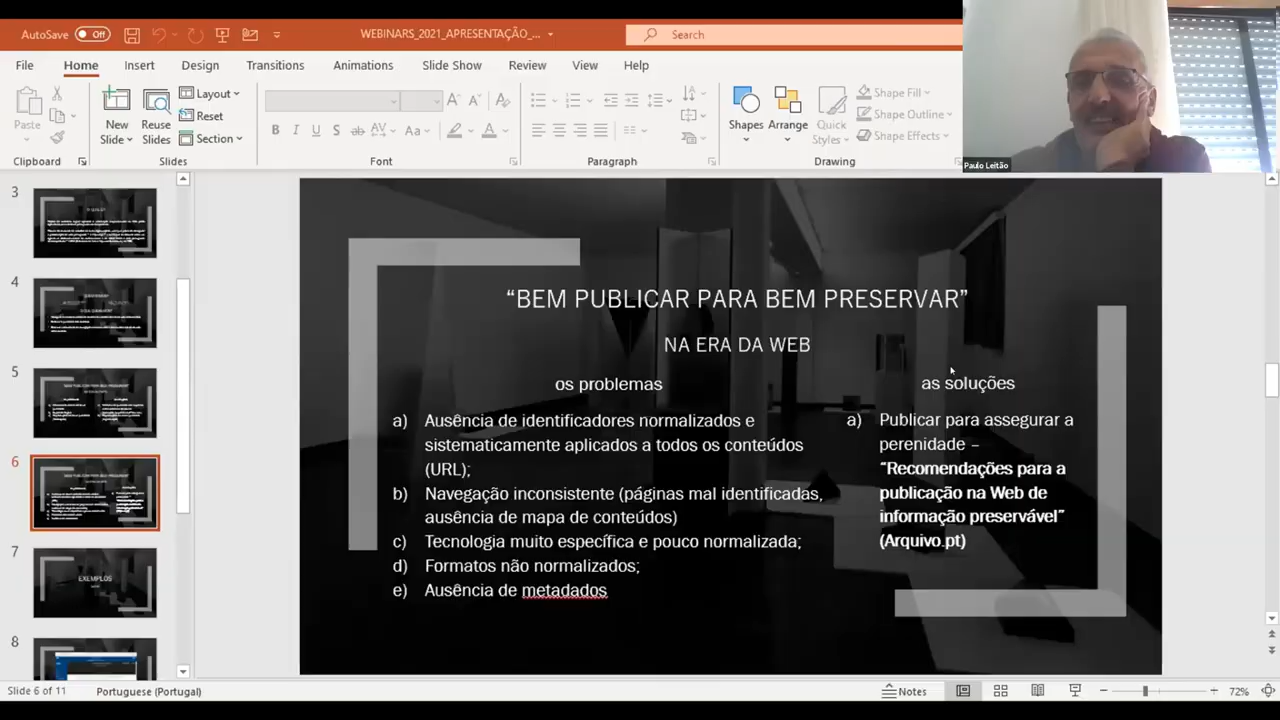 AutoSave
Off
WEBINARS_2021_APRESENTAÇÃO_...
Search
File
Home
Insert
Design
Transitions
Animations
Slide Show
Review
View
Help
Paste
New
Slide
Reuse
Slides
Layout
Reset
Section
Shapes
Arrange
Quick
Styles
Shape Fill
Shape Outline
Shape Effects
Clipboard
Slides
Font
Paragraph
Drawing
Paulo Leitão
3
4
5
6
7
EXEMPLOS
8
“BEM PUBLICAR PARA BEM PRESERVAR”
NA ERA DA WEB
os problemas
a) Ausência de identificadores normalizados e
sistematicamente aplicados a todos os conteúdos
(URL);
b) Navegação inconsistente (páginas mal identificadas,
ausência de mapa de conteúdos)
c) Tecnologia muito específica e pouco normalizada;
d) Formatos não normalizados;
e) Ausência de metadados
as soluções
a) Publicar para assegurar a
perenidade –
“Recomendações para a
publicação na Web de
informação preservável”
(Arquivo.pt)
Slide 6 of 11
Portuguese (Portugal)
Notes
72%